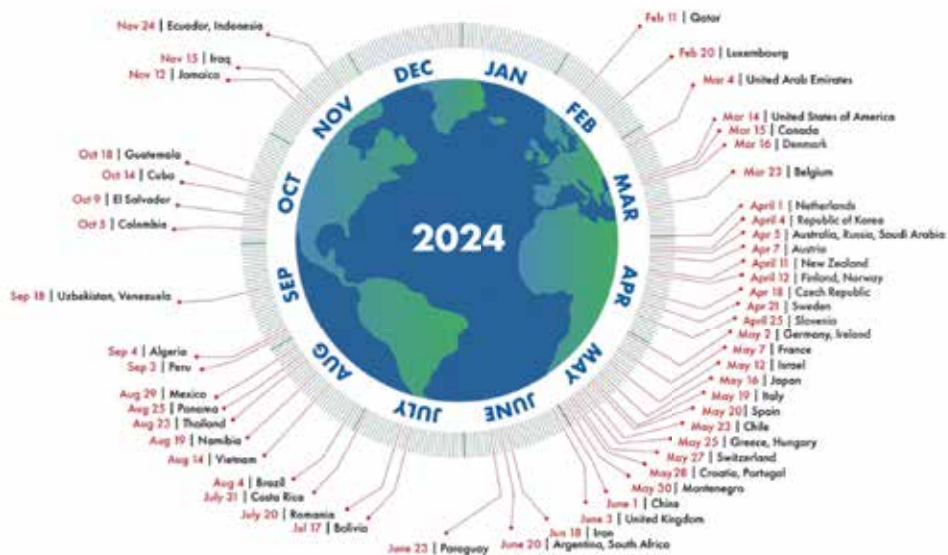 2024
JAN
FEB
MAR
APR
MAY
JUNE
JULY
AUG
SEP
OCT
NOV
DEC
Feb 11 | Qatar
Feb 20 | Luxembourg
Mar 4 | United Arab Emirates
Mar 14 | United States of America
Mar 15 | Canada
Mar 16 | Denmark
Mar 23 | Belgium
April 1 | Netherlands
April 4 | Republic of Korea
Apr 5 | Australia, Russia, Saudi Arabia
Apr 7 | Austria
April 11 | New Zealand
April 12 | Finland, Norway
Apr 18 | Czech Republic
Apr 21 | Sweden
April 25 | Slovenia
May 2 | Germany, Ireland
May 7 | France
May 12 | Israel
May 16 | Japan
May 19 | Italy
May 20 | Spain
May 23 | Chile
May 25 | Greece, Hungary
May 27 | Switzerland
May28 | Croatia, Portugal
May 30 | Montenegro
June 1 | China
June 3 | United Kingdom
Jun 18 | Iran
June 20 | Argentina, South Africa
June 23 | Paraguay
Jul 17 | Bolivia
July 20 | Romania
July 31 | Costa Rica
Aug 4 | Brazil
Aug 14 | Vietnam
Aug 19 | Namibia
Aug 23 | Thailand
Aug 25 | Panama
Aug 29 | Mexico
Sep 3 | Peru
Sep 4 | Algeria
Sep 18 | Uzbekistan, Venezuela
Oct 5 | Colombia
Oct 9 | El Salvador
Oct 14 | Cuba
Oct 18 | Guatemala
Nov 12 | Jamaica
Nov 15 | Iraq
Nov 24 | Ecuador, Indonesia